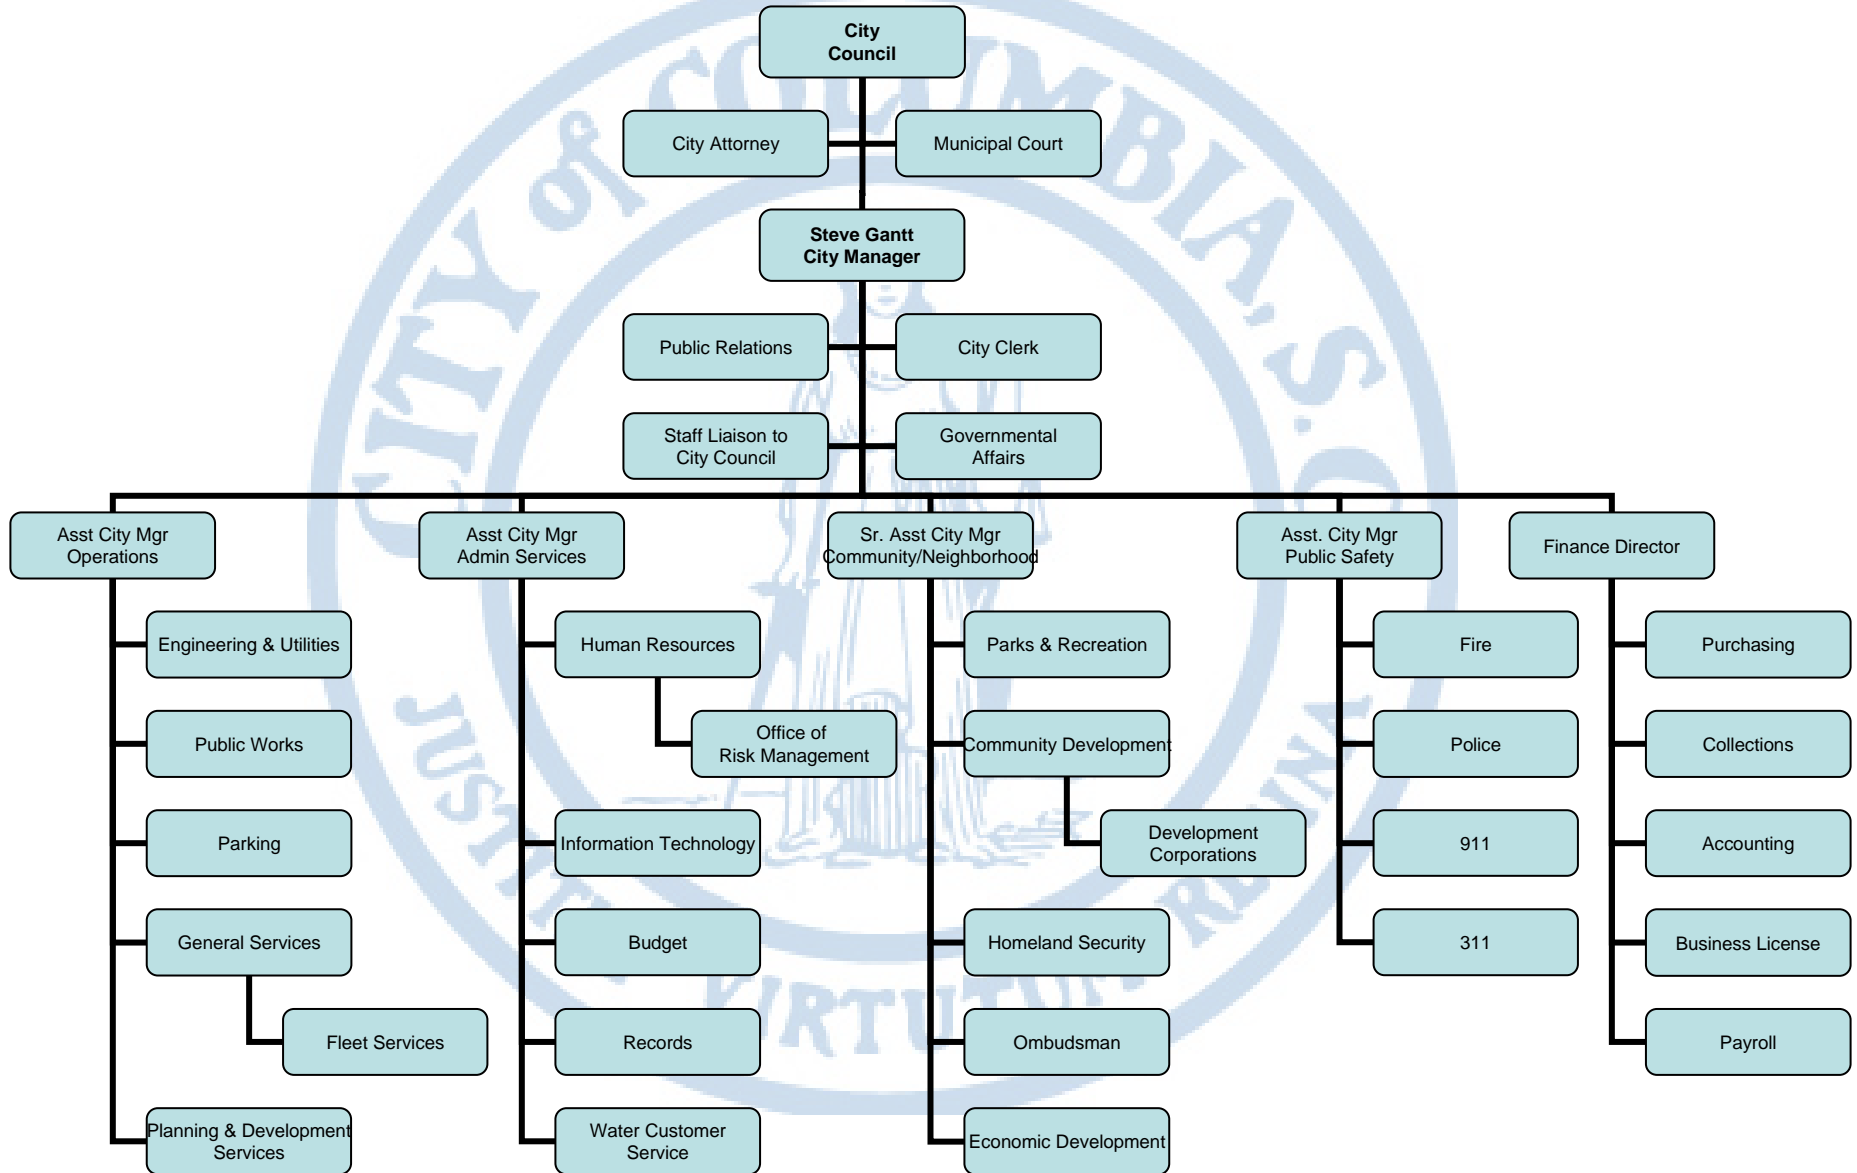 City
Council
City Attorney
Municipal Court
Steve Gantt
City Manager
Public Relations
City Clerk
Staff Liaison to
City Council
Governmental
Affairs
Asst City Mgr
Operations
Asst City Mgr
Admin Services
Sr. Asst City Mgr
Community/Neighborhood
Asst. City Mgr
Public Safety
Finance Director
Engineering & Utilities
Public Works
Parking
General Services
Fleet Services
Planning & Development
Services
Human Resources
Office of
Risk Management
Information Technology
Budget
Records
Water Customer
Service
Parks & Recreation
Community Development
Development
Corporations
Homeland Security
Ombudsman
Economic Development
Fire
Police
911
311
Purchasing
Collections
Accounting
Business License
Payroll
CITY of COLUMBIA, S.C.
VIRTUTUM